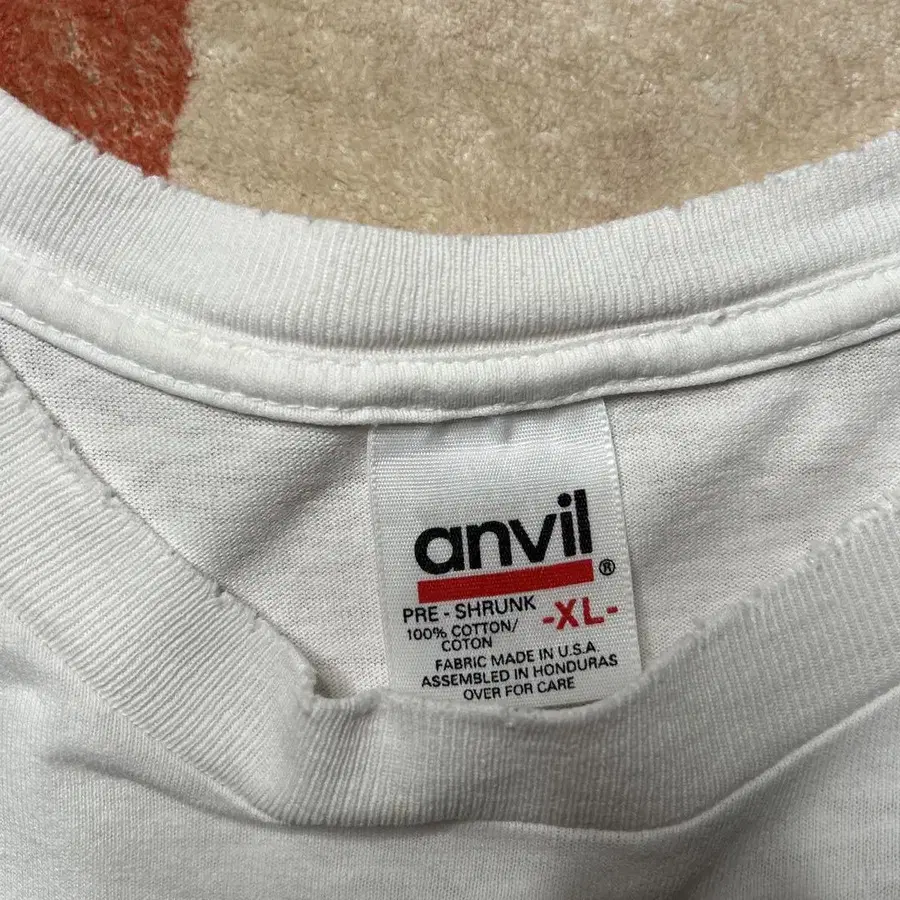 anvil®
PRE - SHRUNK -XL-
100% COTTON/
COTON
FABRIC MADE IN U.S.A.
ASSEMBLED IN HONDURAS
OVER FOR CARE